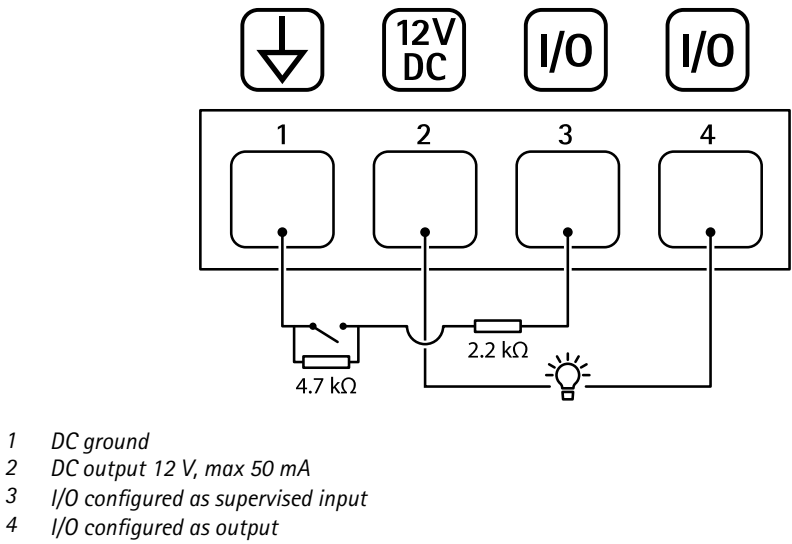 12V DC I/O I/O
1 2 3 4
2.2 kΩ
4.7 kΩ
1 DC ground
2 DC output 12 V, max 50 mA
3 I/O configured as supervised input
4 I/O configured as output